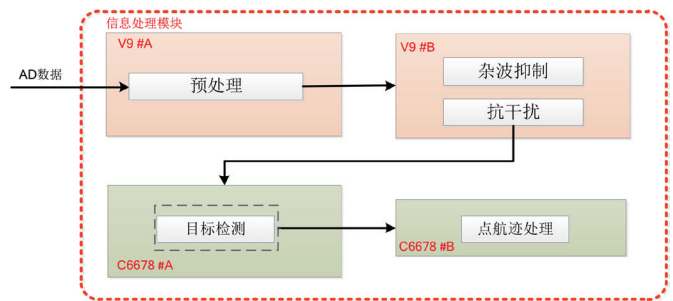 信息处理模块
V9 #A
V9 #B
AD数据
预处理
杂波抑制
抗干扰
目标检测
点航迹处理
C6678 #A
C6678 #B